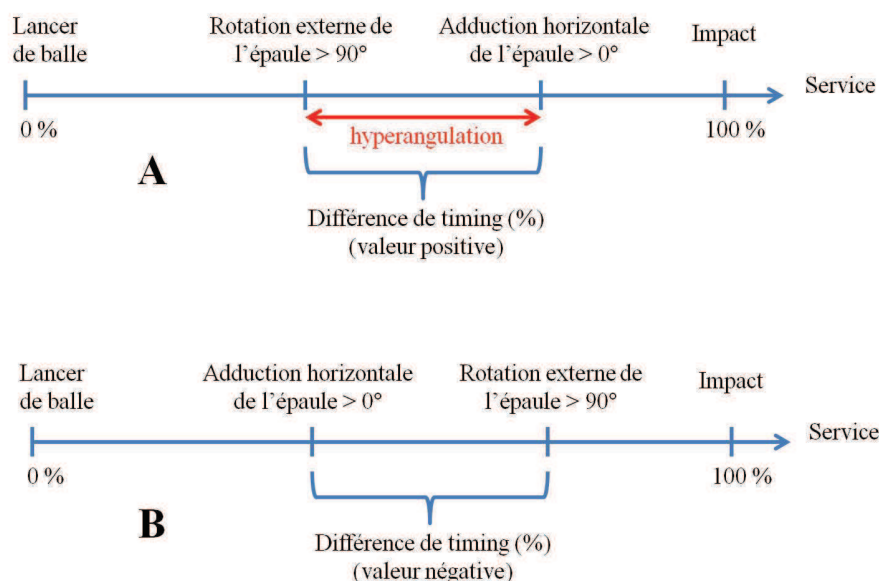 Lancer
de balle
Rotation externe de
l’épaule > 90°
Adduction horizontale
de l’épaule > 0°
Impact
Service
0 %
hyperangulation
100 %
A
Différence de timing (%)
(valeur positive)
Lancer
de balle
Adduction horizontale
de l’épaule > 0°
Rotation externe de
l’épaule > 90°
Impact
Service
0 %
100 %
B
Différence de timing (%)
(valeur négative)